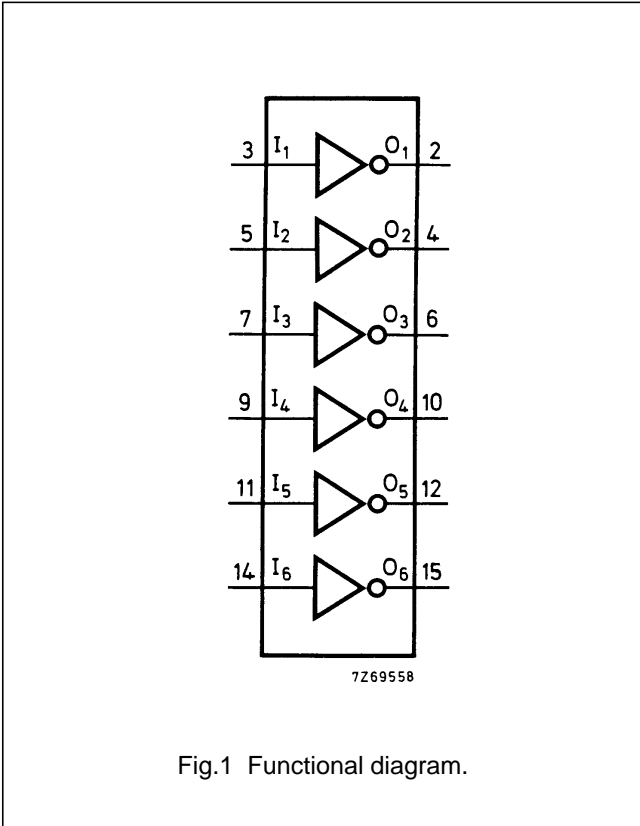 3 I₁ O₁ 2
5 I₂ O₂ 4
7 I₃ O₃ 6
9 I₄ O₄ 10
11 I₅ O₅ 12
14 I₆ O₆ 15
7Z69558
Fig.1 Functional diagram.